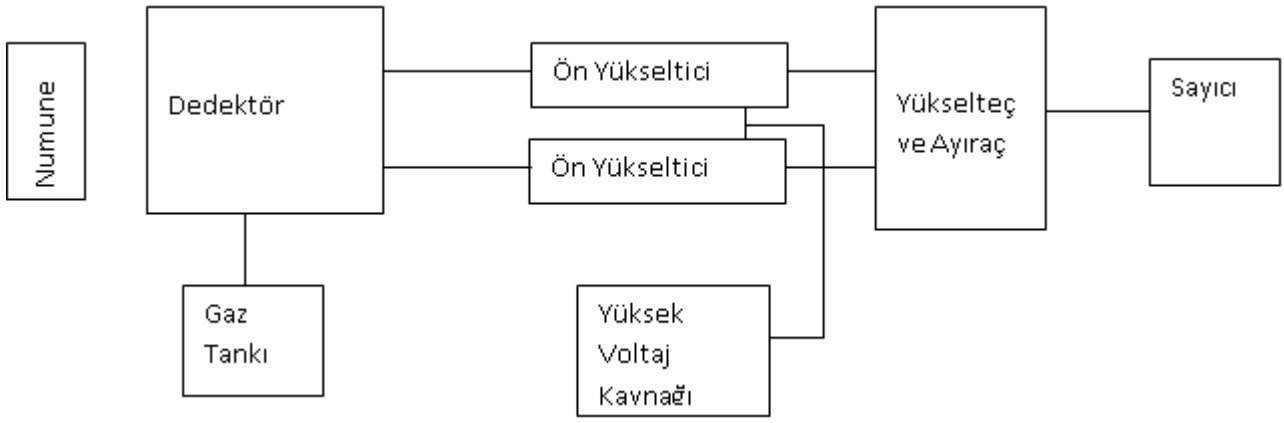 Numune
Dedektör
Ön Yükseltici
Ön Yükseltici
Yükselteç
ve Ayıraç
Sayıcı
Gaz
Tankı
Yüksek
Voltaj
Kaynağı